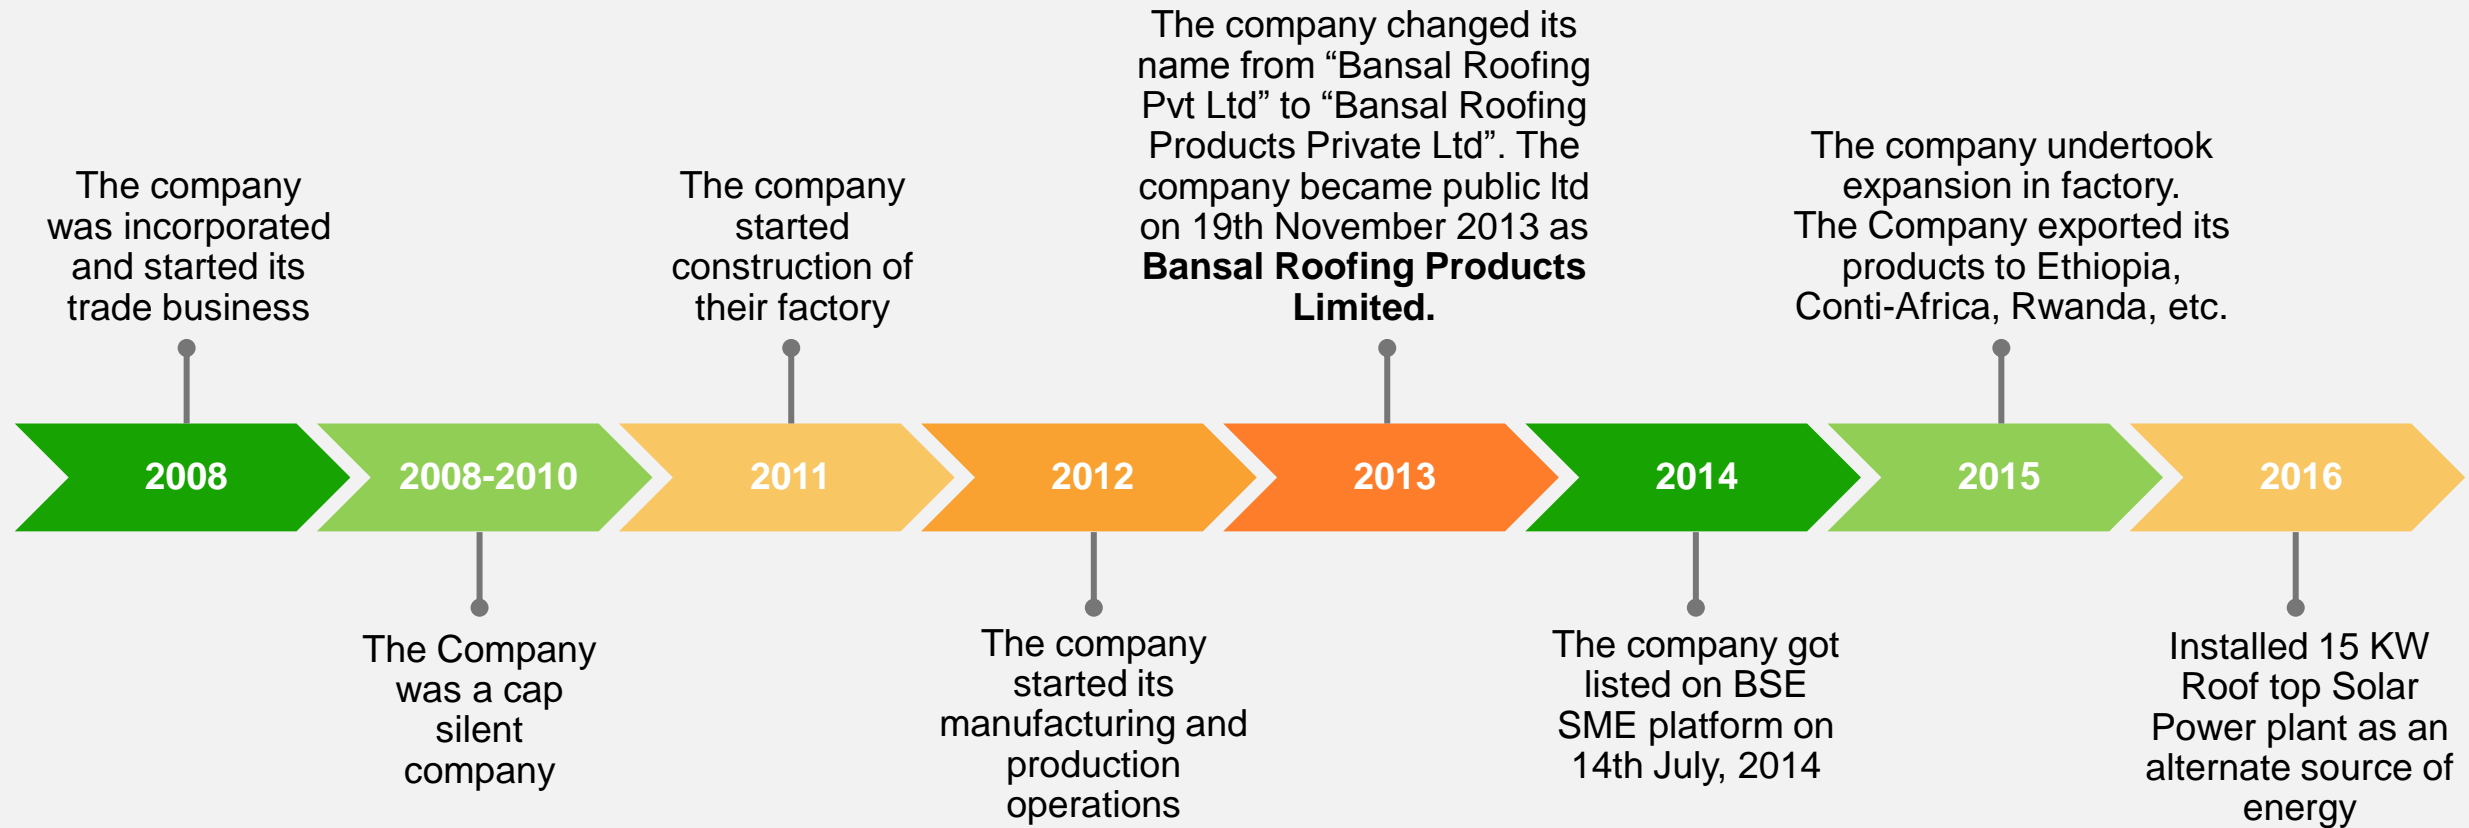 The company
was incorporated
and started its
trade business
The company
started
construction of
their factory
The company changed its
name from “Bansal Roofing
Pvt Ltd” to “Bansal Roofing
Products Private Ltd”. The
company became public ltd
on 19th November 2013 as
Bansal Roofing Products
Limited.
The company undertook
expansion in factory.
The Company exported its
products to Ethiopia,
Conti-Africa, Rwanda, etc.
2008
2008-2010
2011
2012
2013
2014
2015
2016
The Company
was a cap
silent
company
The company
started its
manufacturing and
production
operations
The company got
listed on BSE
SME platform on
14th July, 2014
Installed 15 KW
Roof top Solar
Power plant as an
alternate source of
energy